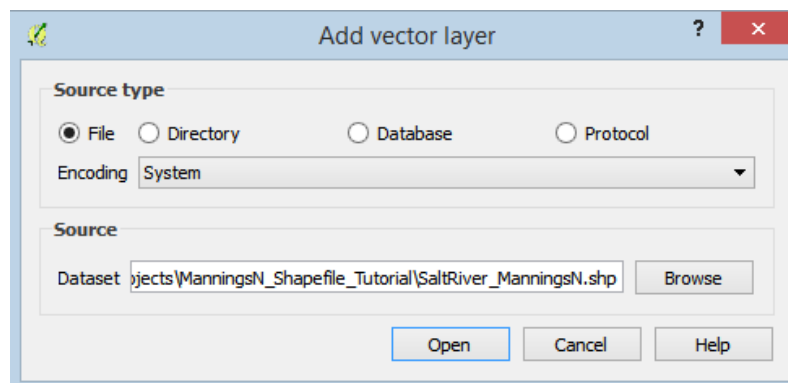 Add vector layer ?
Source type
File Directory Database Protocol
Encoding System
Source
Dataset ojects\ManningsN_Shapefile_Tutorial\SaltRiver_ManningsN.shp Browse
Open Cancel Help